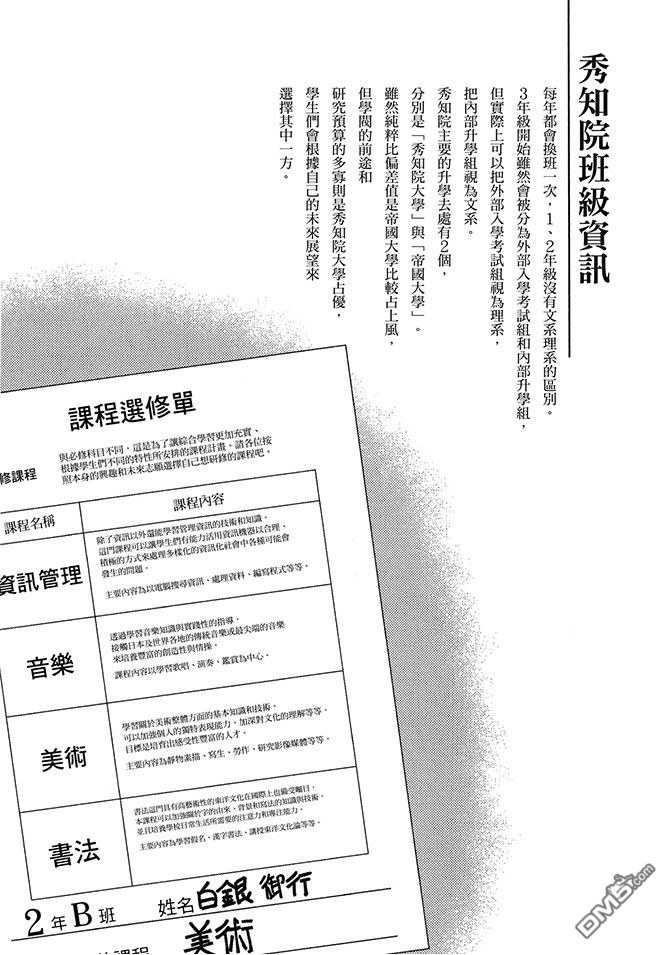 秀知院班級資訊
每年都會換班一次，1、2年級沒有文系理系的區別。
3年級開始雖然會被分為外部入學考試組和內部升學組，
但實際上可以把外部入學考試組視為理系，
把內部升學組視為文系。
秀知院主要的升學去處有2個，
分別是「秀知院大學」與「帝國大學」。
雖然純粹比偏差值是帝國大學比較占上風，
但學閥的前途和
研究預算的多寡則是秀知院大學占優，
學生們會根據自己的未來展望來
選擇其中一方。
課程選修單
與必修科目不同，這是為了讓綜合學習更加充實、
根據學生們不同的特性所安排的課程計畫。請各位按
照本身的興趣和未來志願選擇自己想研修的課程吧。
修課程
課程名稱
課程內容
資訊管理
除了資訊以外還能學習管理資訊的技術和知識。
這門課程可以讓學生們有能力活用資訊機器以合理、
積極的方式來處理多樣化的資訊化社會中各種可能會
發生的問題。
主要內容為以電腦搜尋資訊、處理資料、編寫程式等等。
音樂
透過學習音樂知識與實踐性的指導，
接觸日本及世界各地的傳統音樂或最尖端的音樂
來培養豐富的創造性與情操。
課程內容以學習歌唱、演奏、鑑賞為中心。
美術
學習關於美術整體方面的基本知識和技術。
可以加強個人的獨特表現能力，加深對文化的理解等等，
目標是培育出感受性豐富的人才。
主要內容為靜物素描、寫生、勞作、研究影像媒體等等。
書法
書法這門具有高藝術性的東洋文化在國際上也備受矚目，
本課程可以加強關於字的由來、背景和寫法的知識與技術，
並且培養學校日常生活所需要的注意力和專注能力。
主要內容為學習假名、漢字書法、講授東洋文化論等等。
2年B班
姓名 白銀 御行
美術
DM5.com